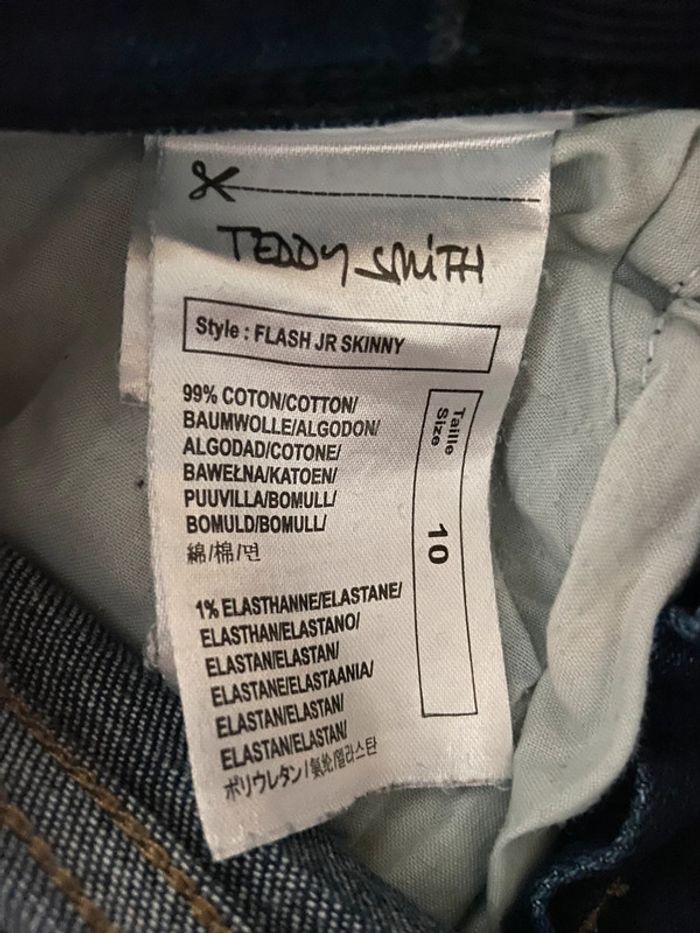 TEDDY SMITH
Style : FLASH JR SKINNY
99% COTON/COTTON/
BAUMWOLLE/ALGODON/
ALGODAD/COTONE/
BAWEŁNA/KATOEN/
PUUVILLA/BOMULL/
BOMULD/BOMULL/
綿/棉/면
Taille
Size
10
1% ELASTHANNE/ELASTANE/
ELASTHAN/ELASTANO/
ELASTAN/ELASTAN/
ELASTANE/ELASTAANIA/
ELASTAN/ELASTAN/
ELASTAN/ELASTAN/
ポリウレタン/氨纶/엘라스탄